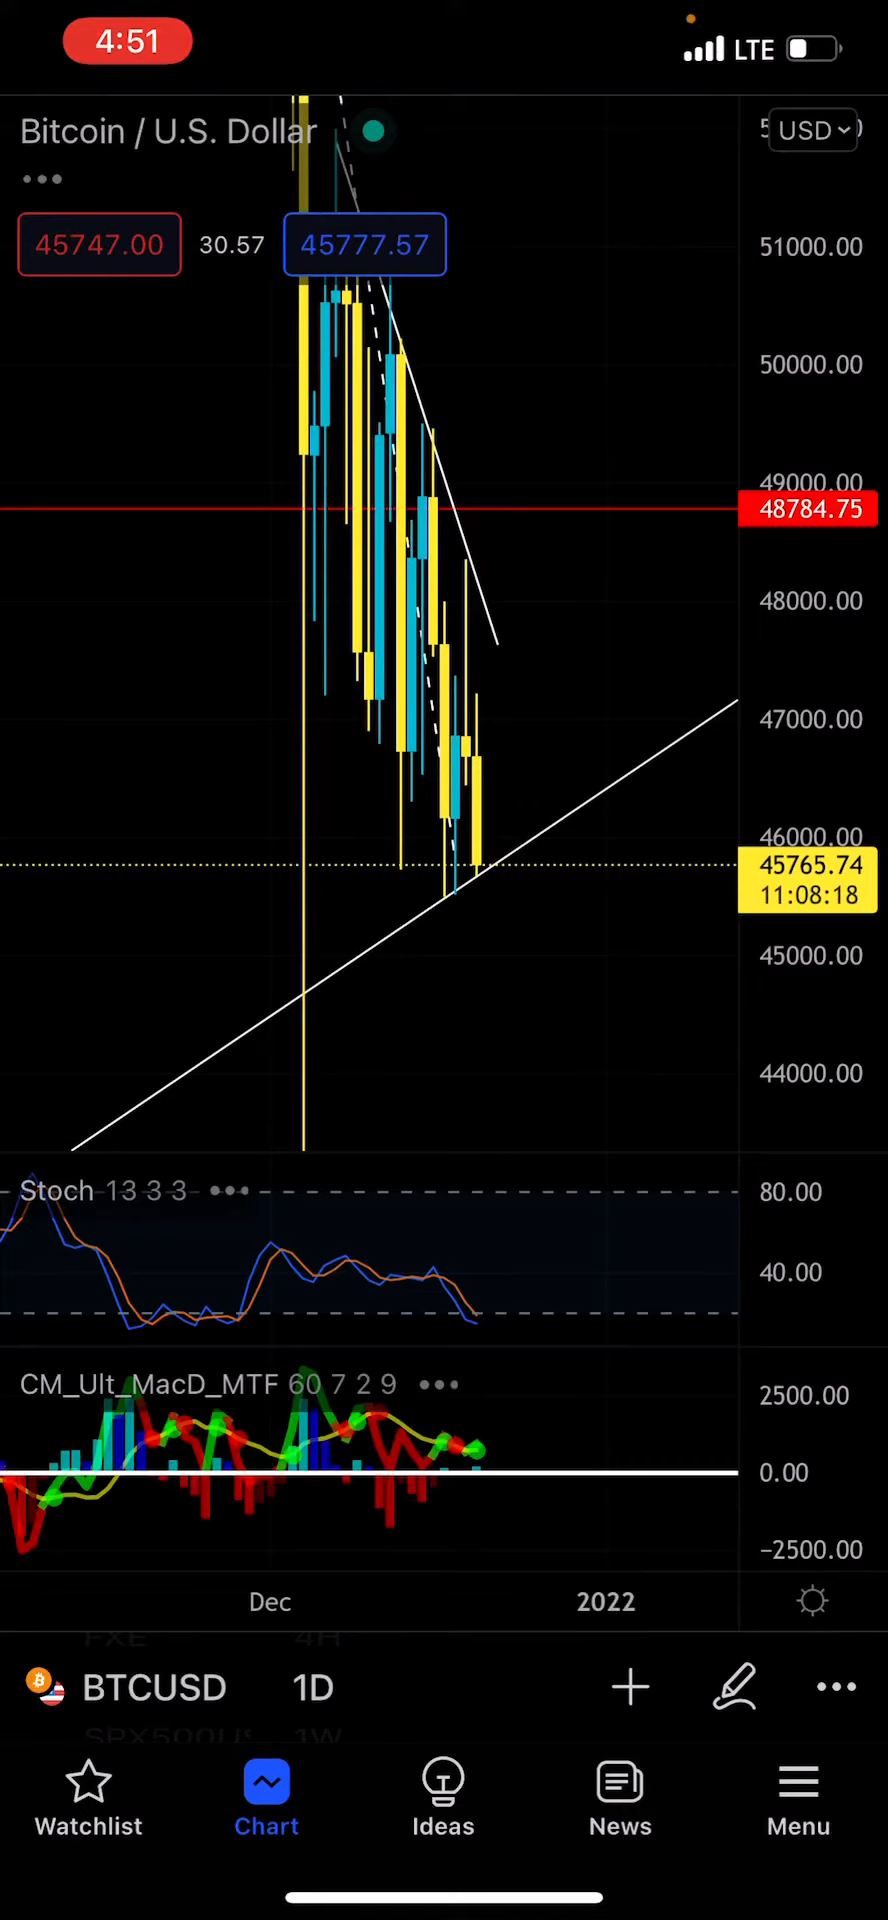 4:51
LTE
Bitcoin / U.S. Dollar
USD
45747.00 30.57 45777.57
51000.00
50000.00
49000.00
48784.75
48000.00
47000.00
46000.00
45765.74
11:08:18
45000.00
44000.00
Stoch 13 3 3
80.00
40.00
CM_Ult_MacD_MTF 60 7 2 9
2500.00
0.00
−2500.00
Dec 2022
FXE 4H
BTCUSD 1D
1W
Watchlist Chart Ideas News Menu